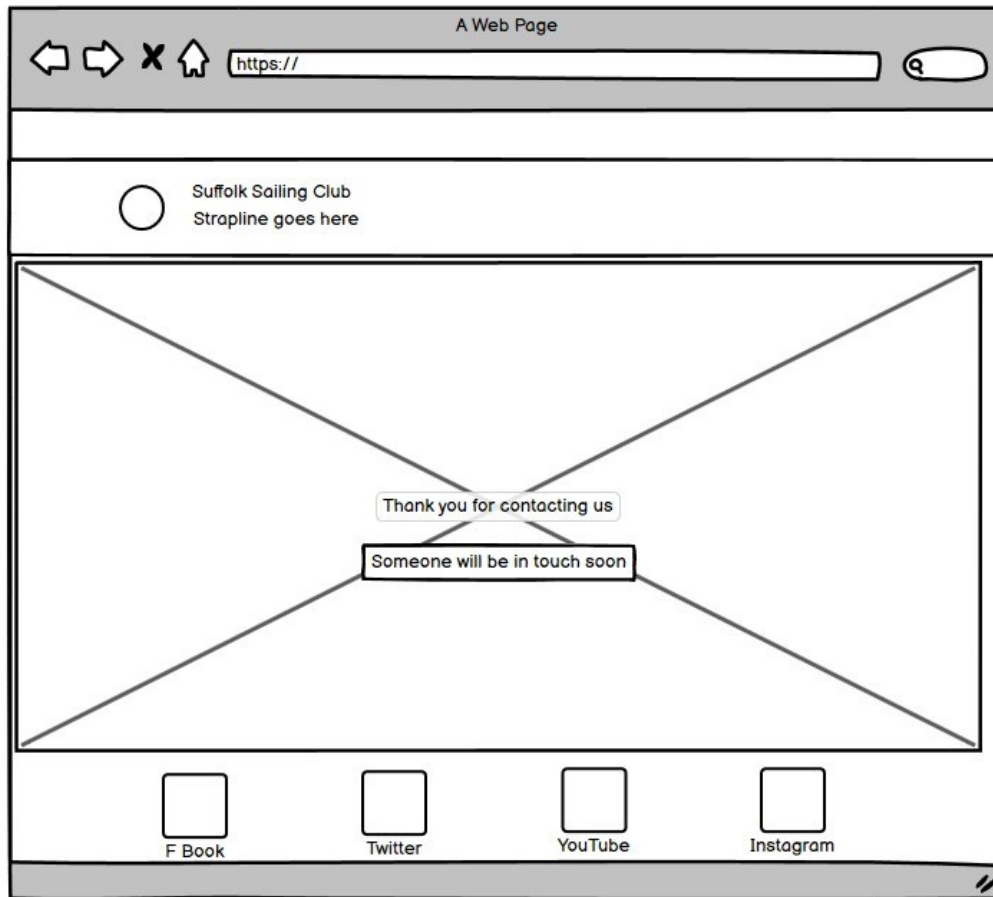 A Web Page
https://
Suffolk Sailing Club
Strapline goes here
Thank you for contacting us
Someone will be in touch soon
F Book
Twitter
YouTube
Instagram